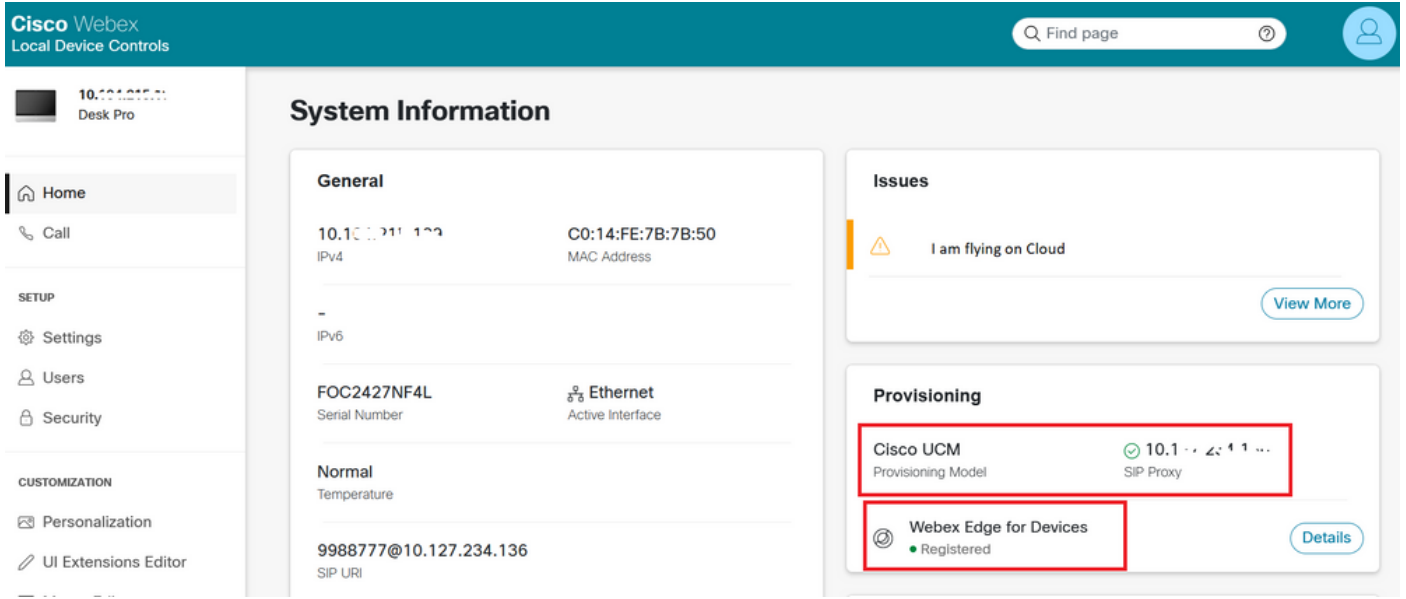 Cisco Webex
Local Device Controls
Find page
Desk Pro
Home
Call
SETUP
Settings
Users
Security
CUSTOMIZATION
Personalization
UI Extensions Editor
System Information
General
C0:14:FE:7B:7B:50
IPv4
MAC Address
-
IPv6
FOC2427NF4L
Ethernet
Serial Number
Active Interface
Normal
Temperature
9988777@10.127.234.136
SIP URI
Issues
I am flying on Cloud
View More
Provisioning
Cisco UCM
Provisioning Model
SIP Proxy
Webex Edge for Devices
Registered
Details